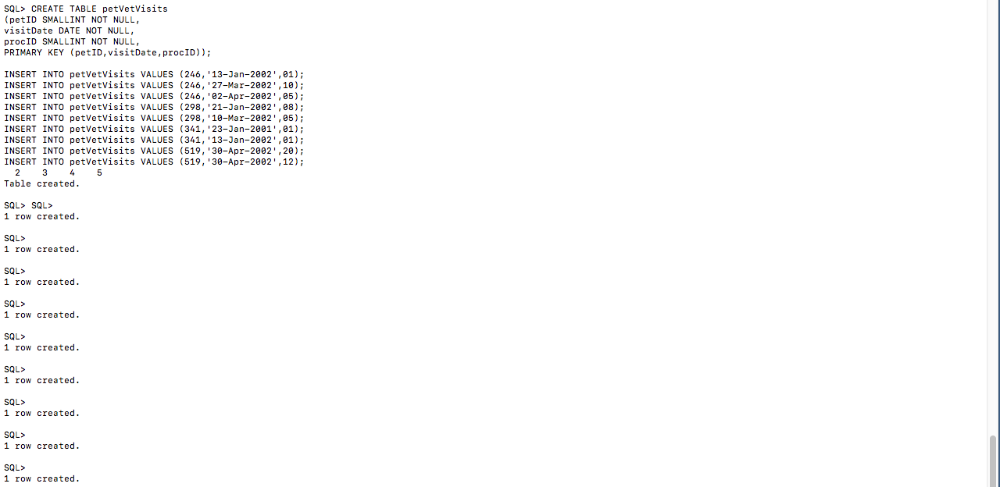 SQL> CREATE TABLE petVetVisits
(petID SMALLINT NOT NULL,
visitDate DATE NOT NULL,
procID SMALLINT NOT NULL,
PRIMARY KEY (petID,visitDate,procID));
INSERT INTO petVetVisits VALUES (246,'13-Jan-2002',01);
INSERT INTO petVetVisits VALUES (246,'27-Mar-2002',10);
INSERT INTO petVetVisits VALUES (246,'02-Apr-2002',05);
INSERT INTO petVetVisits VALUES (298,'21-Jan-2002',08);
INSERT INTO petVetVisits VALUES (298,'10-Mar-2002',05);
INSERT INTO petVetVisits VALUES (341,'23-Jan-2001',01);
INSERT INTO petVetVisits VALUES (341,'13-Jan-2002',01);
INSERT INTO petVetVisits VALUES (519,'30-Apr-2002',20);
INSERT INTO petVetVisits VALUES (519,'30-Apr-2002',12);
  2    3    4    5
Table created.
SQL> SQL>
1 row created.
SQL>
1 row created.
SQL>
1 row created.
SQL>
1 row created.
SQL>
1 row created.
SQL>
1 row created.
SQL>
1 row created.
SQL>
1 row created.
SQL>
1 row created.